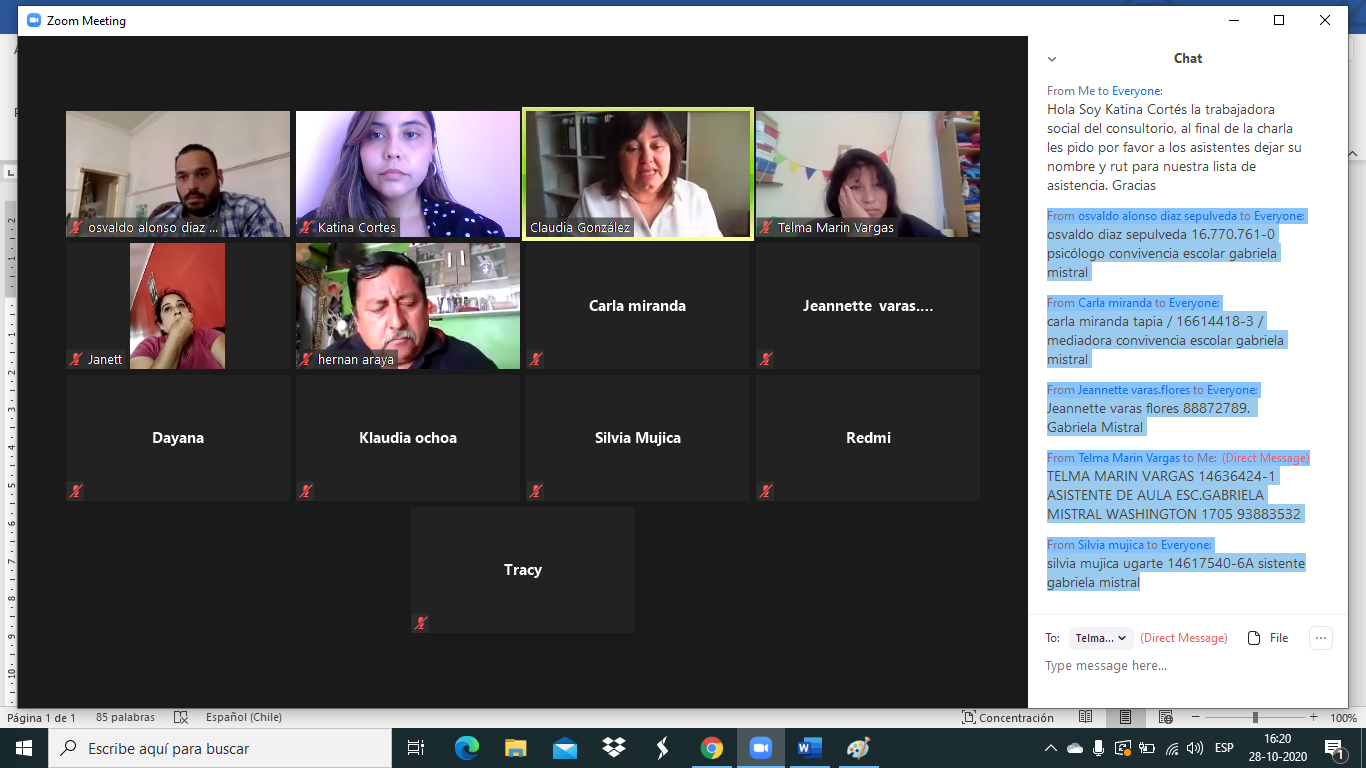 Zoom Meeting
osvaldo alonso diaz ...
Katina Cortes
Claudia González
Telma Marin Vargas
Janett
hernan araya
Carla miranda
Jeannette varas....
Dayana
Klaudia ochoa
Silvia Mujica
Redmi
Tracy
Chat
From Me to Everyone:
Hola Soy Katina Cortés la trabajadora
social del consultorio, al final de la charla
les pido por favor a los asistentes dejar su
nombre y rut para nuestra lista de
asistencia. Gracias
From osvaldo alonso diaz sepulveda to Everyone:
osvaldo diaz sepulveda 16.770.761-0
psicólogo convivencia escolar gabriela
mistral
From Carla miranda to Everyone:
carla miranda tapia / 16614418-3 /
mediadora convivencia escolar gabriela
mistral
From Jeannette varas.flores to Everyone:
Jeannette varas flores 88872789.
Gabriela Mistral
From Telma Marin Vargas to Me: (Direct Message)
TELMA MARIN VARGAS 14636424-1
ASISTENTE DE AULA ESC.GABRIELA
MISTRAL WASHINGTON 1705 93883532
From Silvia mujica to Everyone:
silvia mujica ugarte 14617540-6A sistente
gabriela mistral
To: Telma... (Direct Message) File
Type message here...
Página 1 de 1 85 palabras Español (Chile) Concentración 100%
Escribe aquí para buscar
ESP
16:20
28-10-2020
1